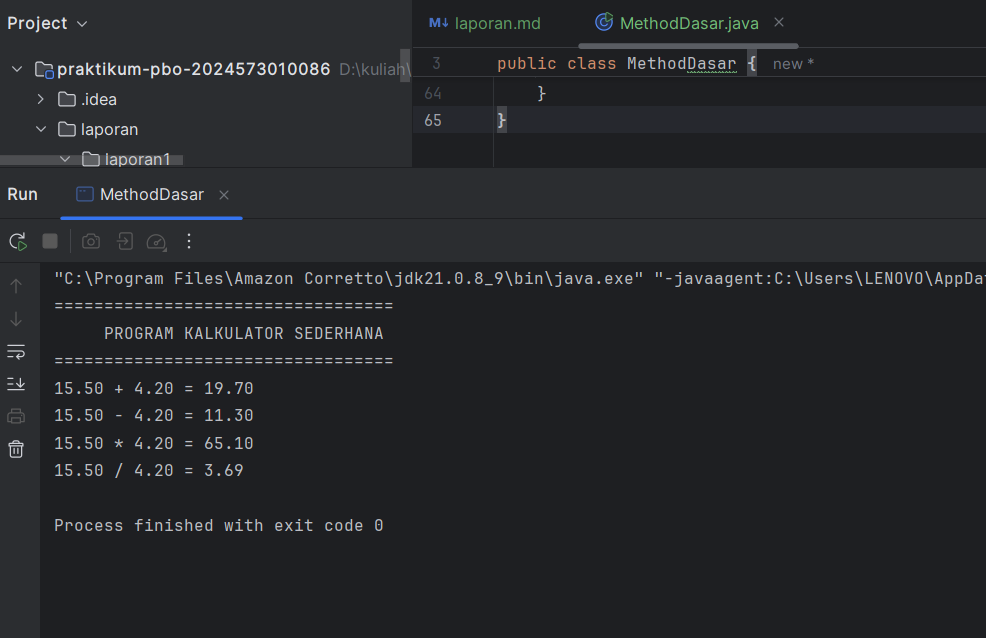 Project
praktikum-pbo-2024573010086 D:\kuliah\
.idea
laporan
laporan1
M↓ laporan.md
MethodDasar.java
3 public class MethodDasar { new *
64 }
65 }
Run MethodDasar
"C:\Program Files\Amazon Corretto\jdk21.0.8_9\bin\java.exe" "-javaagent:C:\Users\LENOVO\AppDat
==================================
PROGRAM KALKULATOR SEDERHANA
==================================
15.50 + 4.20 = 19.70
15.50 - 4.20 = 11.30
15.50 * 4.20 = 65.10
15.50 / 4.20 = 3.69
Process finished with exit code 0